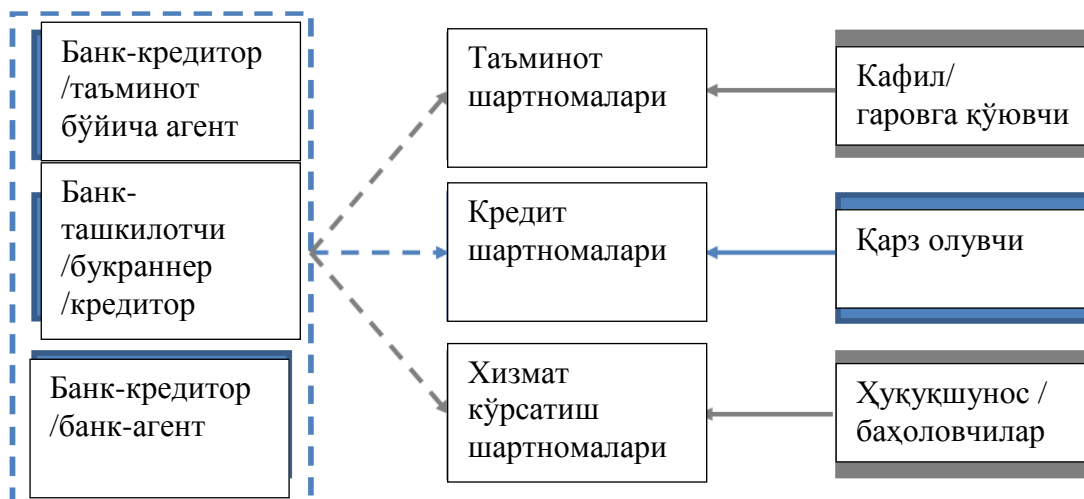 Банк-кредитор
/таъминот
бўйича агент
Банк-
ташкилотчи
/букраннер
/кредитор
Банк-кредитор
/банк-агент
Таъминот
шартномалари
Кредит
шартномалари
Хизмат
кўрсатиш
шартномалари
Кафил/
гаровга қўювчи
Қарз олувчи
Ҳуқуқшунос /
баҳоловчилар